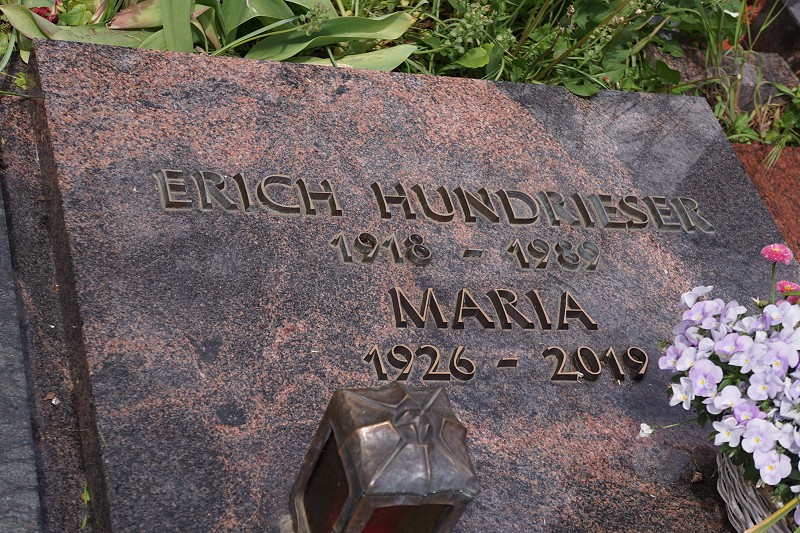 ERICH HUNDRIESER
1918 - 1989
MARIA
1926 - 2019